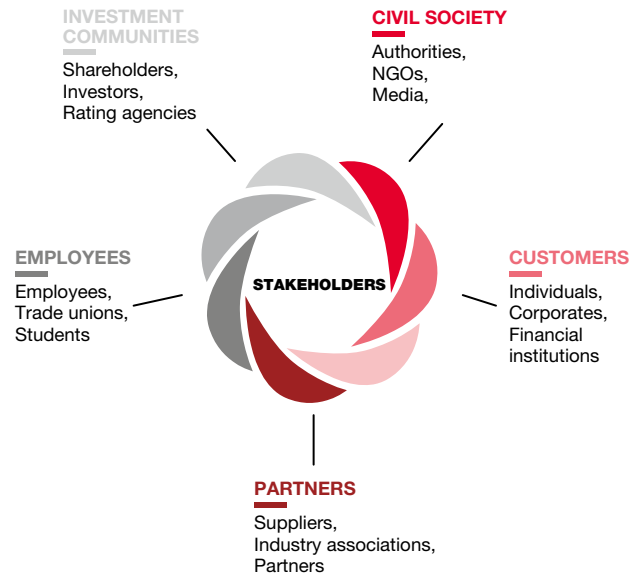 INVESTMENT
COMMUNITIES
Shareholders,
Investors,
Rating agencies
CIVIL SOCIETY
Authorities,
NGOs,
Media,
EMPLOYEES
Employees,
Trade unions,
Students
STAKEHOLDERS
CUSTOMERS
Individuals,
Corporates,
Financial
institutions
PARTNERS
Suppliers,
Industry associations,
Partners